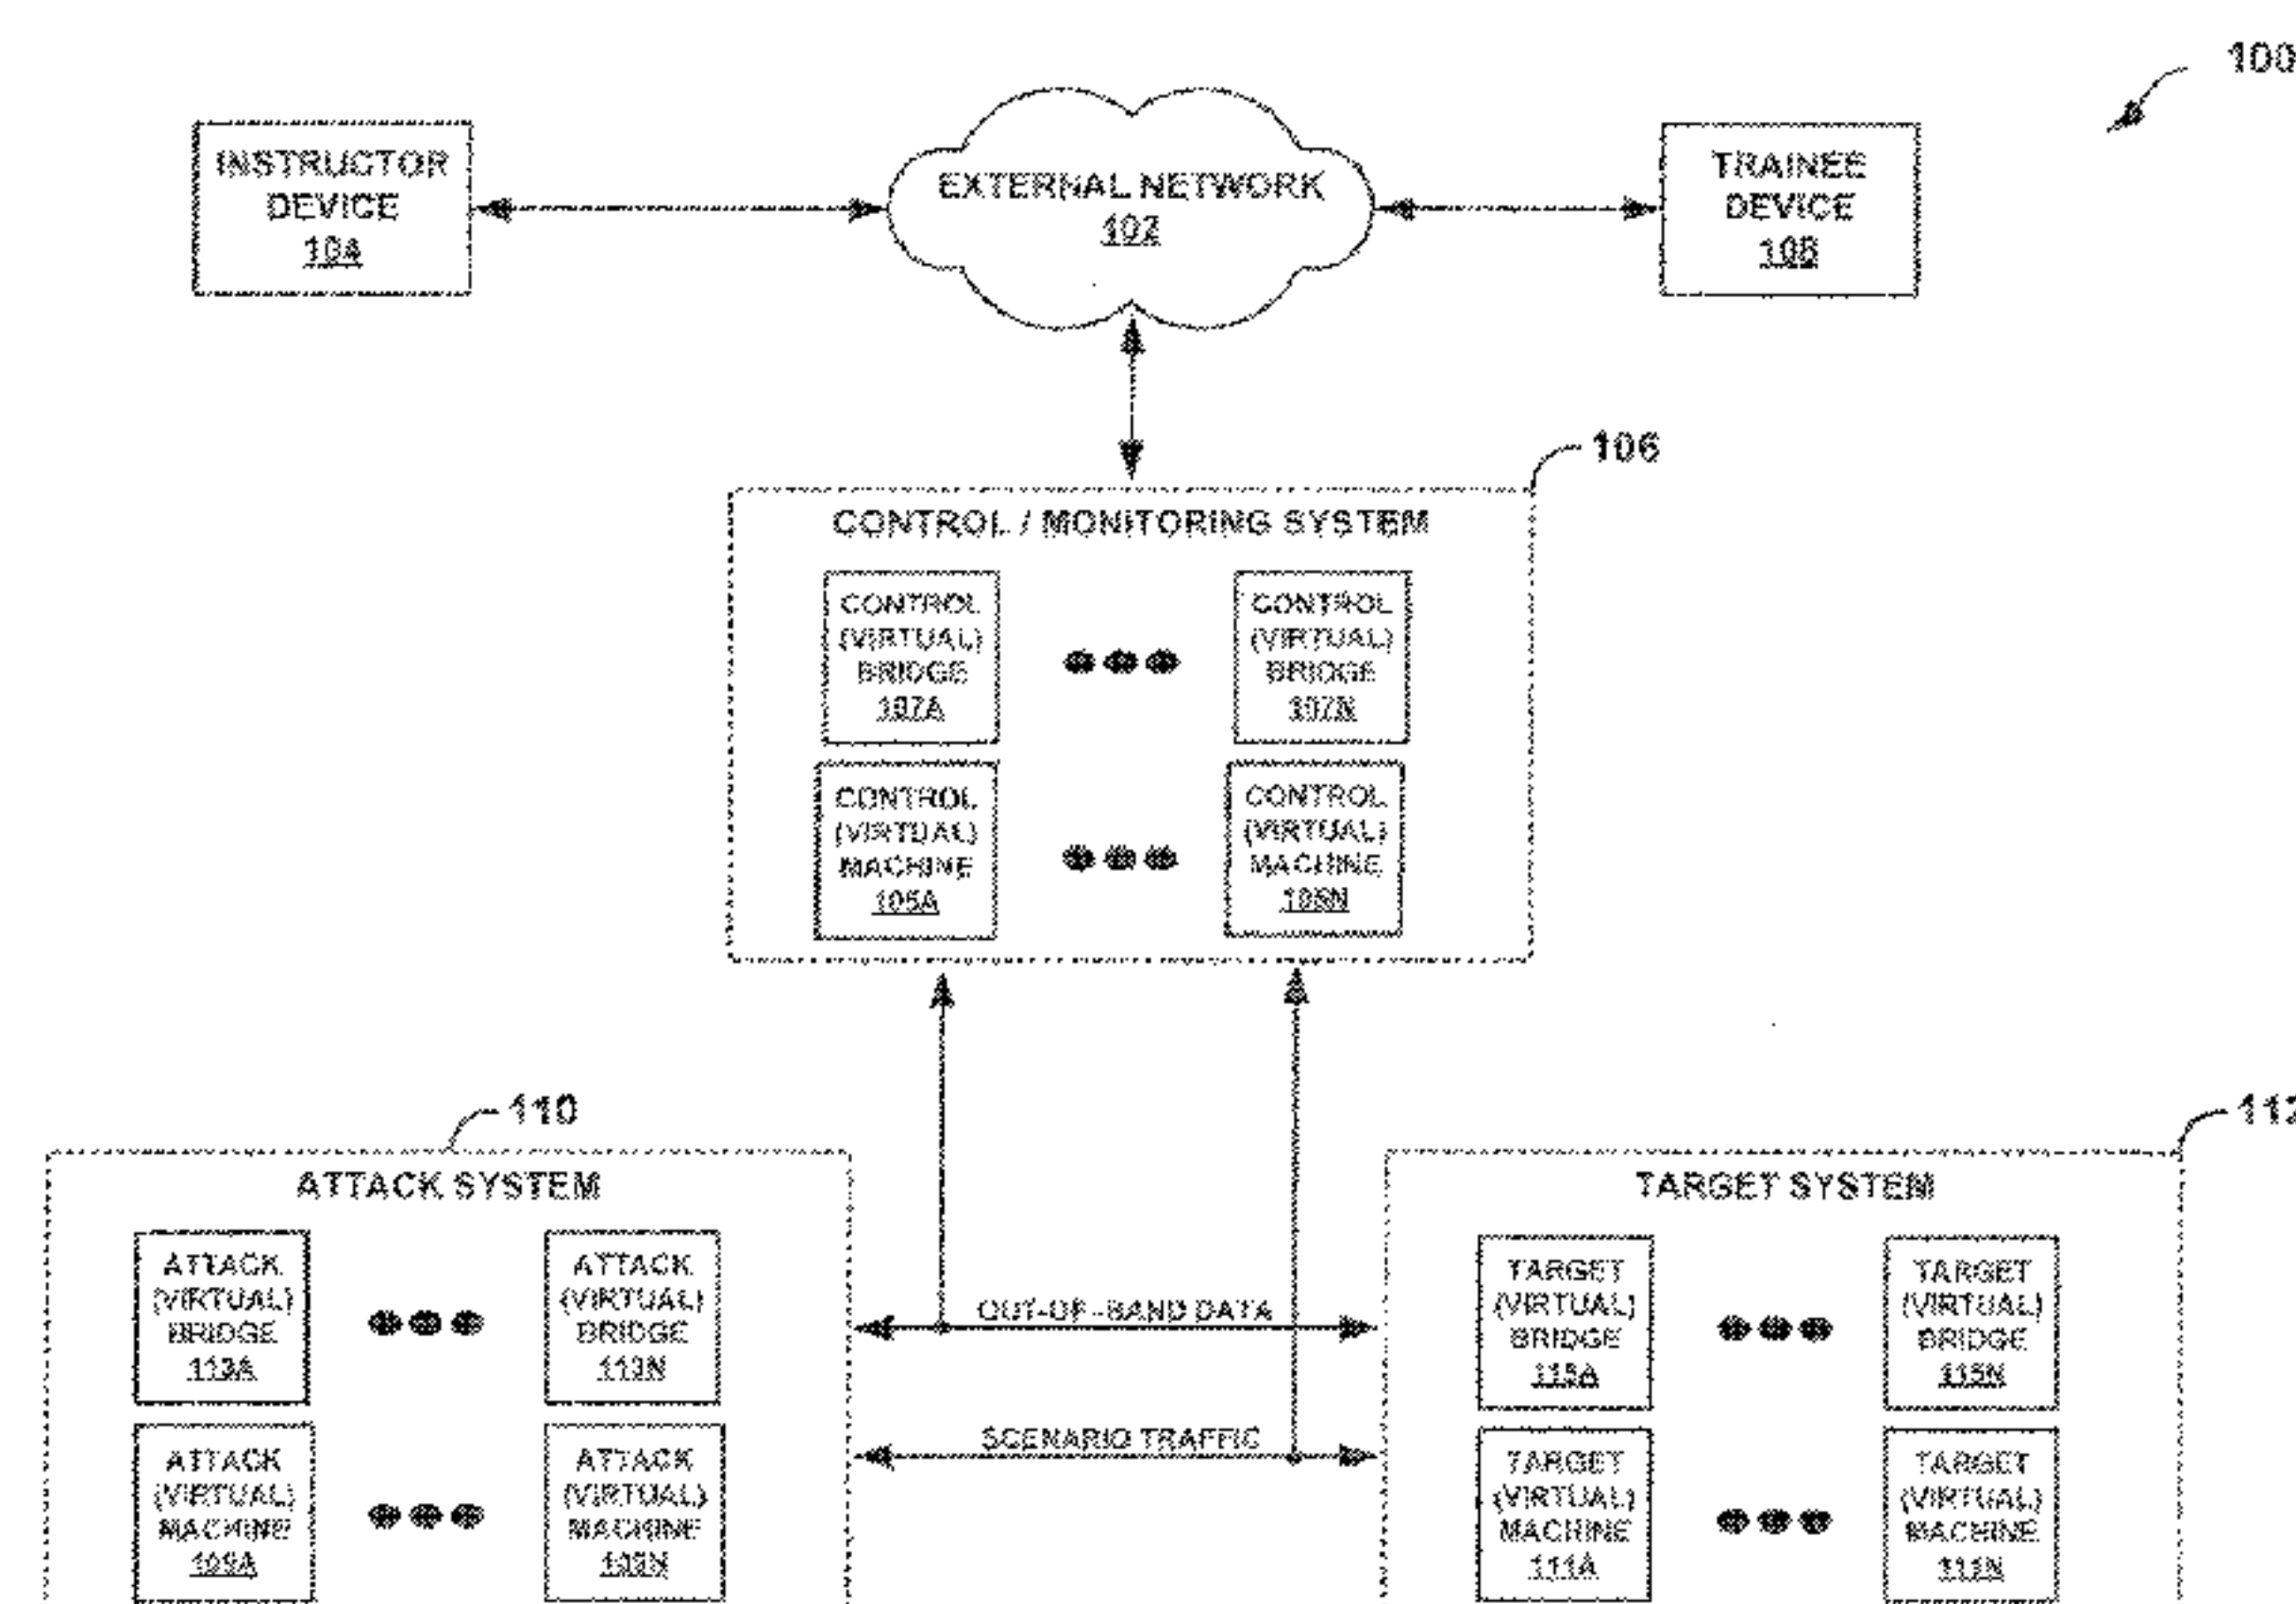 100
INSTRUCTOR
DEVICE
104
EXTERNAL NETWORK
102
TRAINEE
DEVICE
106
CONTROL / MONITORING SYSTEM
CONTROL
(VIRTUAL)
BRIDGE
107A
CONTROL
(VIRTUAL)
BRIDGE
107N
CONTROL
(VIRTUAL)
MACHINE
105A
CONTROL
(VIRTUAL)
MACHINE
105N
110
ATTACK SYSTEM
ATTACK
(VIRTUAL)
BRIDGE
113A
ATTACK
(VIRTUAL)
BRIDGE
113N
ATTACK
(VIRTUAL)
MACHINE
109A
ATTACK
(VIRTUAL)
MACHINE
109N
OUT-OF-BAND DATA
SCENARIO TRAFFIC
112
TARGET SYSTEM
TARGET
(VIRTUAL)
BRIDGE
115A
TARGET
(VIRTUAL)
BRIDGE
115N
TARGET
(VIRTUAL)
MACHINE
111A
TARGET
(VIRTUAL)
MACHINE
111N